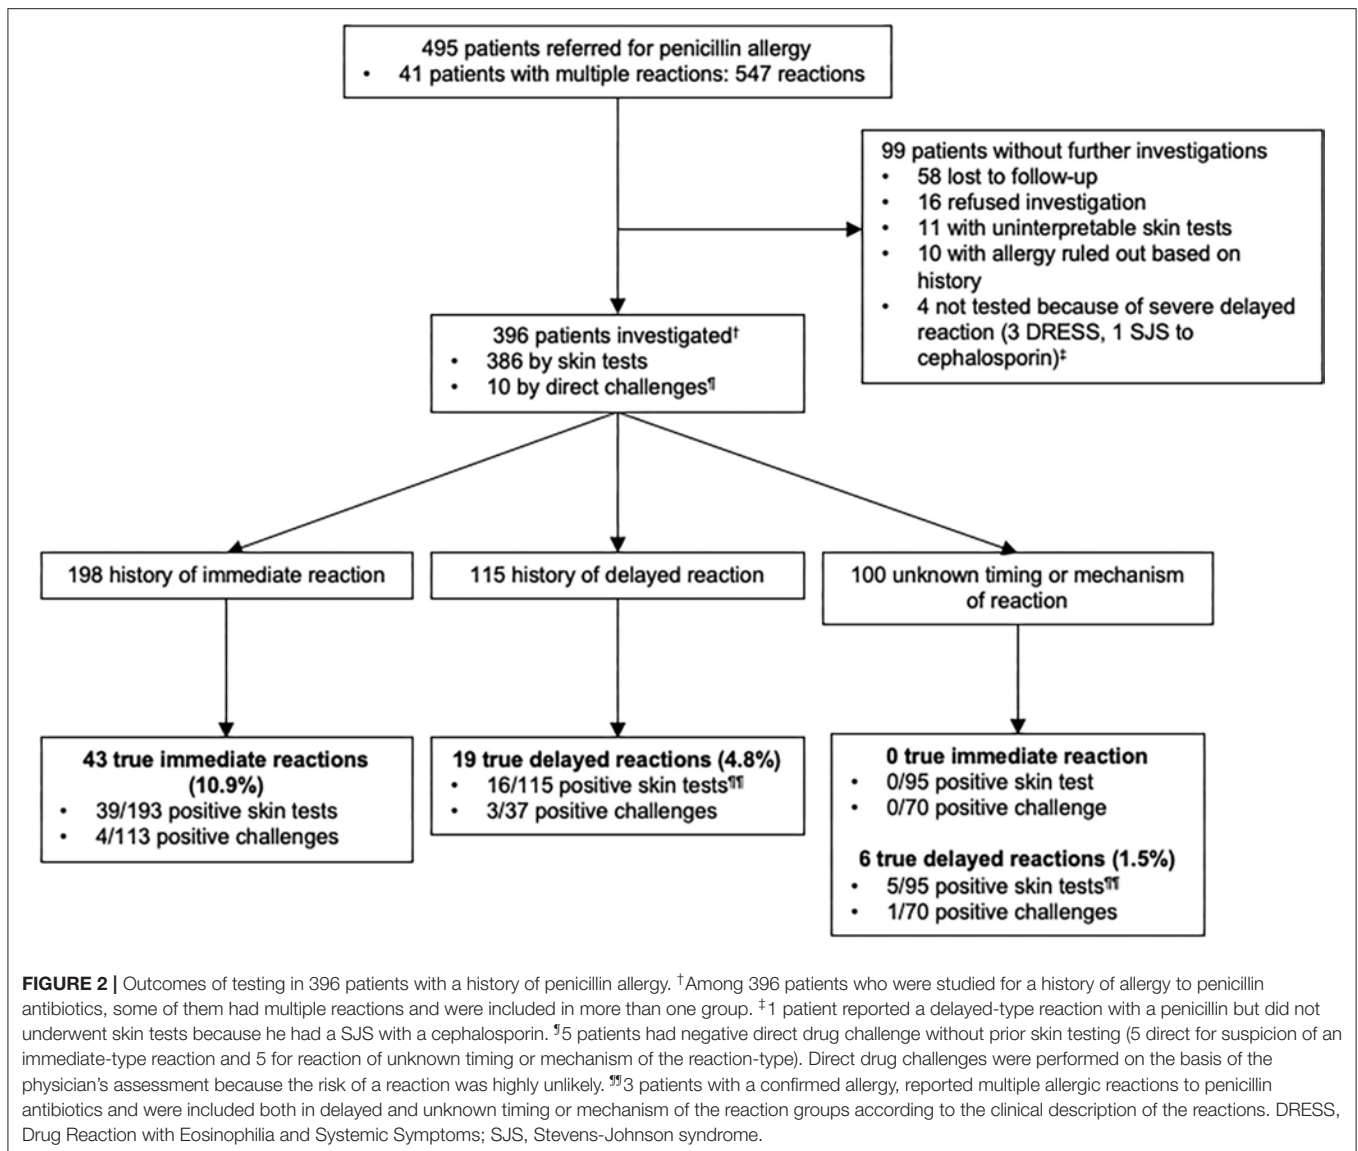 495 patients referred for penicillin allergy
• 41 patients with multiple reactions: 547 reactions
99 patients without further investigations
• 58 lost to follow-up
• 16 refused investigation
• 11 with uninterpretable skin tests
• 10 with allergy ruled out based on
history
• 4 not tested because of severe delayed
reaction (3 DRESS, 1 SJS to
cephalosporin)‡
396 patients investigated†
• 386 by skin tests
• 10 by direct challenges¶
198 history of immediate reaction
115 history of delayed reaction
100 unknown timing or mechanism
of reaction
43 true immediate reactions
(10.9%)
• 39/193 positive skin tests
• 4/113 positive challenges
19 true delayed reactions (4.8%)
• 16/115 positive skin tests¶¶
• 3/37 positive challenges
0 true immediate reaction
• 0/95 positive skin test
• 0/70 positive challenge
6 true delayed reactions (1.5%)
• 5/95 positive skin tests¶¶
• 1/70 positive challenges
FIGURE 2 | Outcomes of testing in 396 patients with a history of penicillin allergy. †Among 396 patients who were studied for a history of allergy to penicillin
antibiotics, some of them had multiple reactions and were included in more than one group. ‡1 patient reported a delayed-type reaction with a penicillin but did not
underwent skin tests because he had a SJS with a cephalosporin. ¶5 patients had negative direct drug challenge without prior skin testing (5 direct for suspicion of an
immediate-type reaction and 5 for reaction of unknown timing or mechanism of the reaction-type). Direct drug challenges were performed on the basis of the
physician's assessment because the risk of a reaction was highly unlikely. ¶¶3 patients with a confirmed allergy, reported multiple allergic reactions to penicillin
antibiotics and were included both in delayed and unknown timing or mechanism of the reaction groups according to the clinical description of the reactions. DRESS,
Drug Reaction with Eosinophilia and Systemic Symptoms; SJS, Stevens-Johnson syndrome.